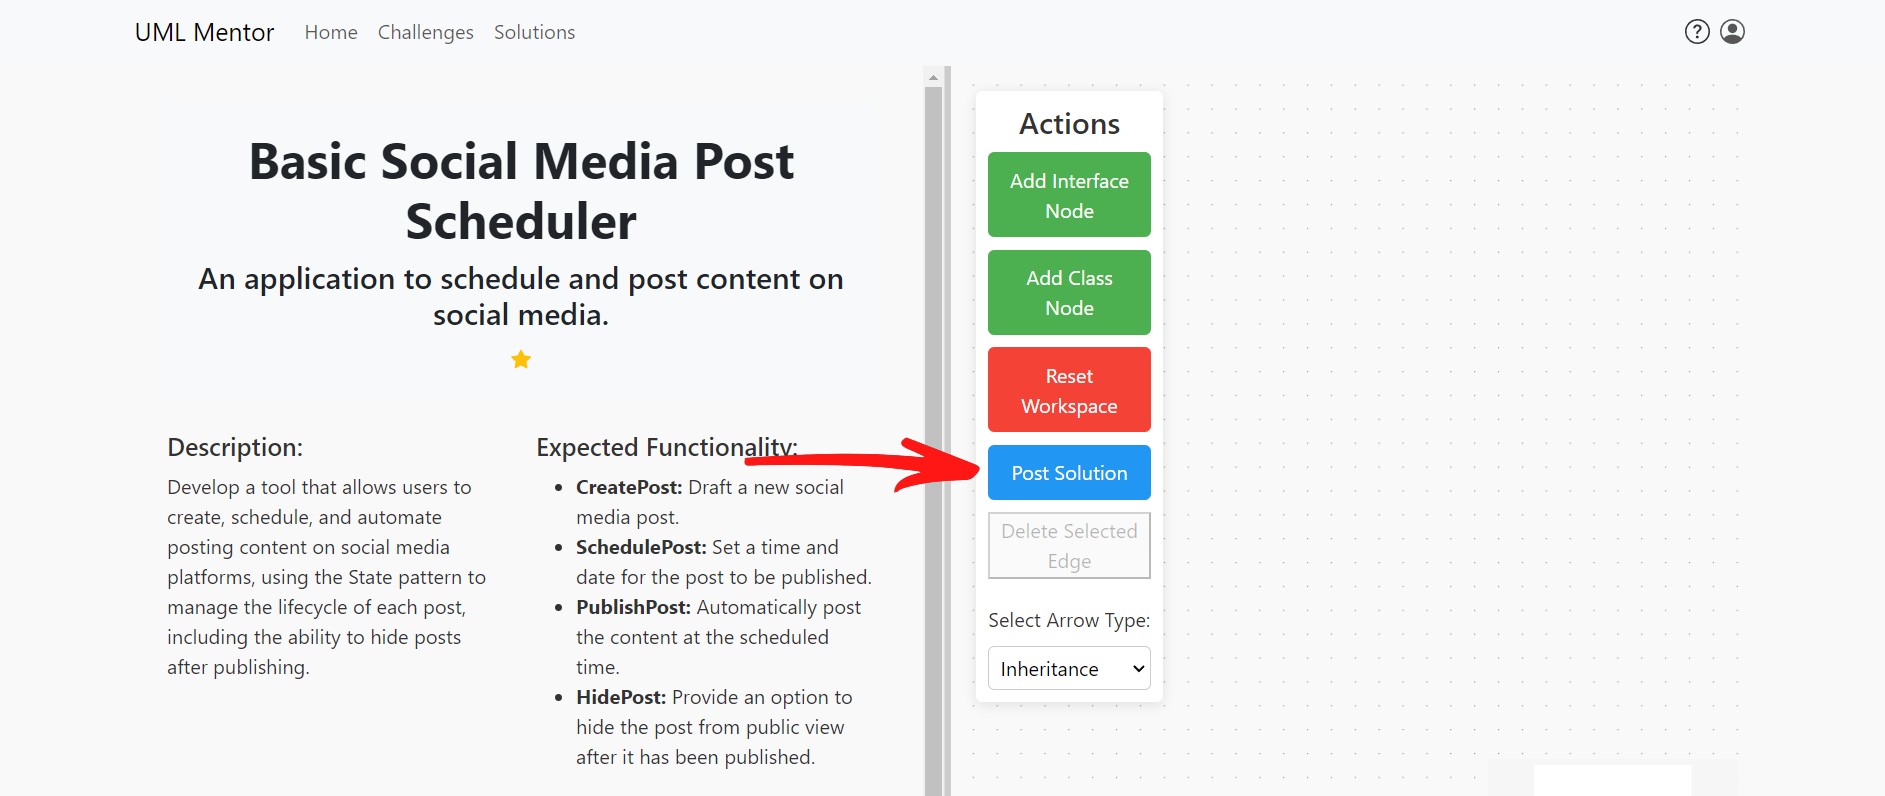 UML Mentor Home Challenges Solutions ?
Basic Social Media Post
Scheduler
An application to schedule and post content on
social media.
Description:
Develop a tool that allows users to
create, schedule, and automate
posting content on social media
platforms, using the State pattern to
manage the lifecycle of each post,
including the ability to hide posts
after publishing.
Expected Functionality:
• CreatePost: Draft a new social
media post.
• SchedulePost: Set a time and
date for the post to be published.
• PublishPost: Automatically post
the content at the scheduled
time.
• HidePost: Provide an option to
hide the post from public view
after it has been published.
Actions
Add Interface
Node
Add Class
Node
Reset
Workspace
Post Solution
Delete Selected
Edge
Select Arrow Type:
Inheritance